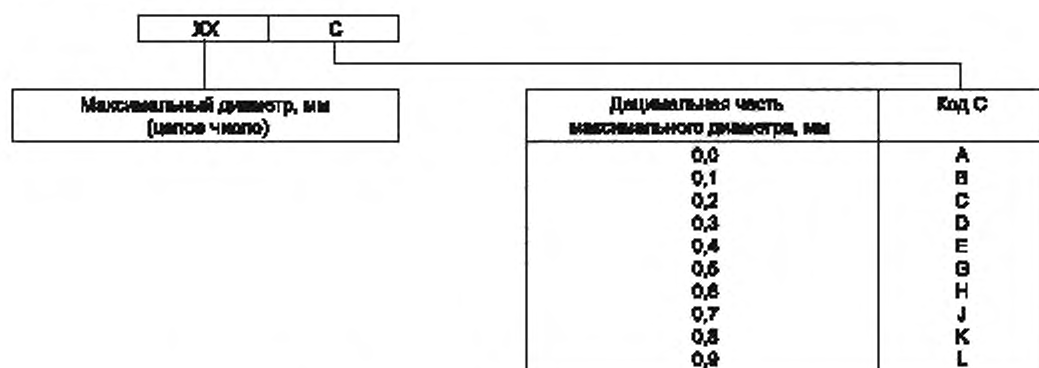 XX C
Максимальный диаметр, мм
(целое число)
Децимальная часть
максимального диаметра, мм
Код C
0,0 A
0,1 B
0,2 C
0,3 D
0,4 E
0,5 G
0,6 H
0,7 J
0,8 K
0,9 L